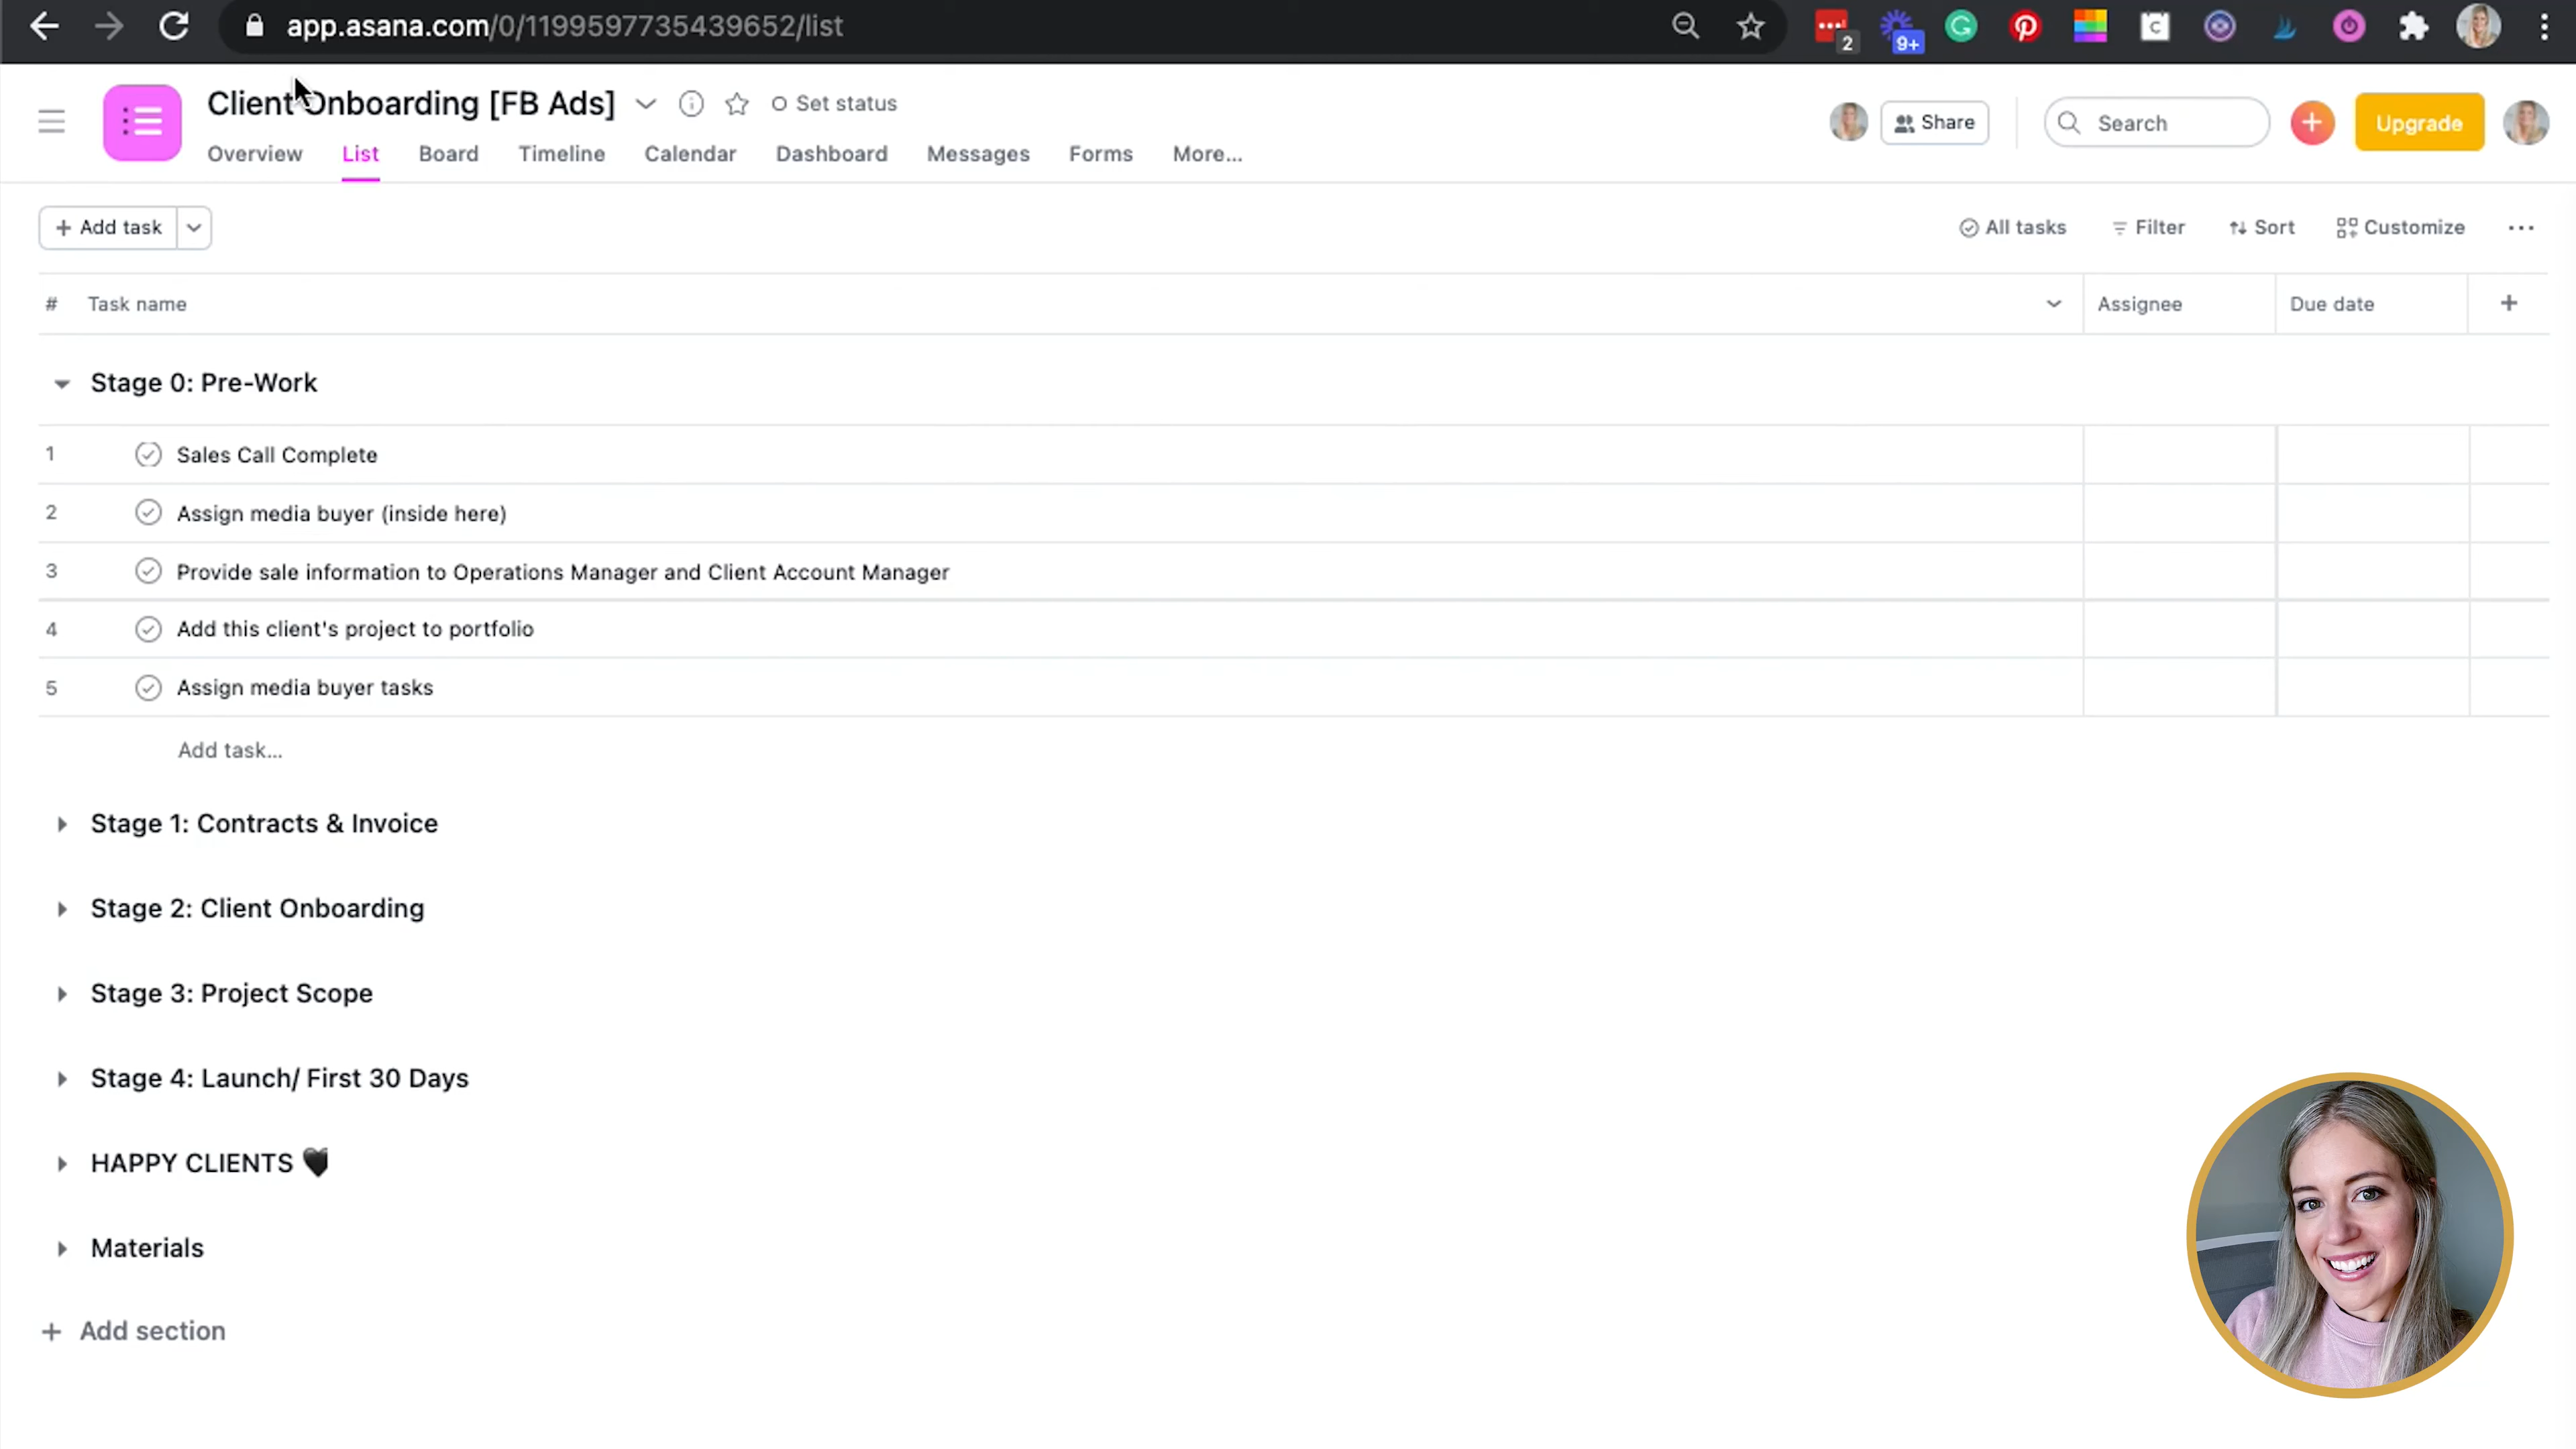 app.asana.com/0/1199597735439652/list
2
9+
Client Onboarding [FB Ads]
Set status
Share
Search
Upgrade
Overview
List
Board
Timeline
Calendar
Dashboard
Messages
Forms
More...
+ Add task
All tasks
Filter
Sort
Customize
# Task name
Assignee
Due date
+
Stage 0: Pre-Work
1 Sales Call Complete
2 Assign media buyer (inside here)
3 Provide sale information to Operations Manager and Client Account Manager
4 Add this client's project to portfolio
5 Assign media buyer tasks
Add task...
Stage 1: Contracts & Invoice
Stage 2: Client Onboarding
Stage 3: Project Scope
Stage 4: Launch/ First 30 Days
HAPPY CLIENTS 🖤
Materials
+ Add section